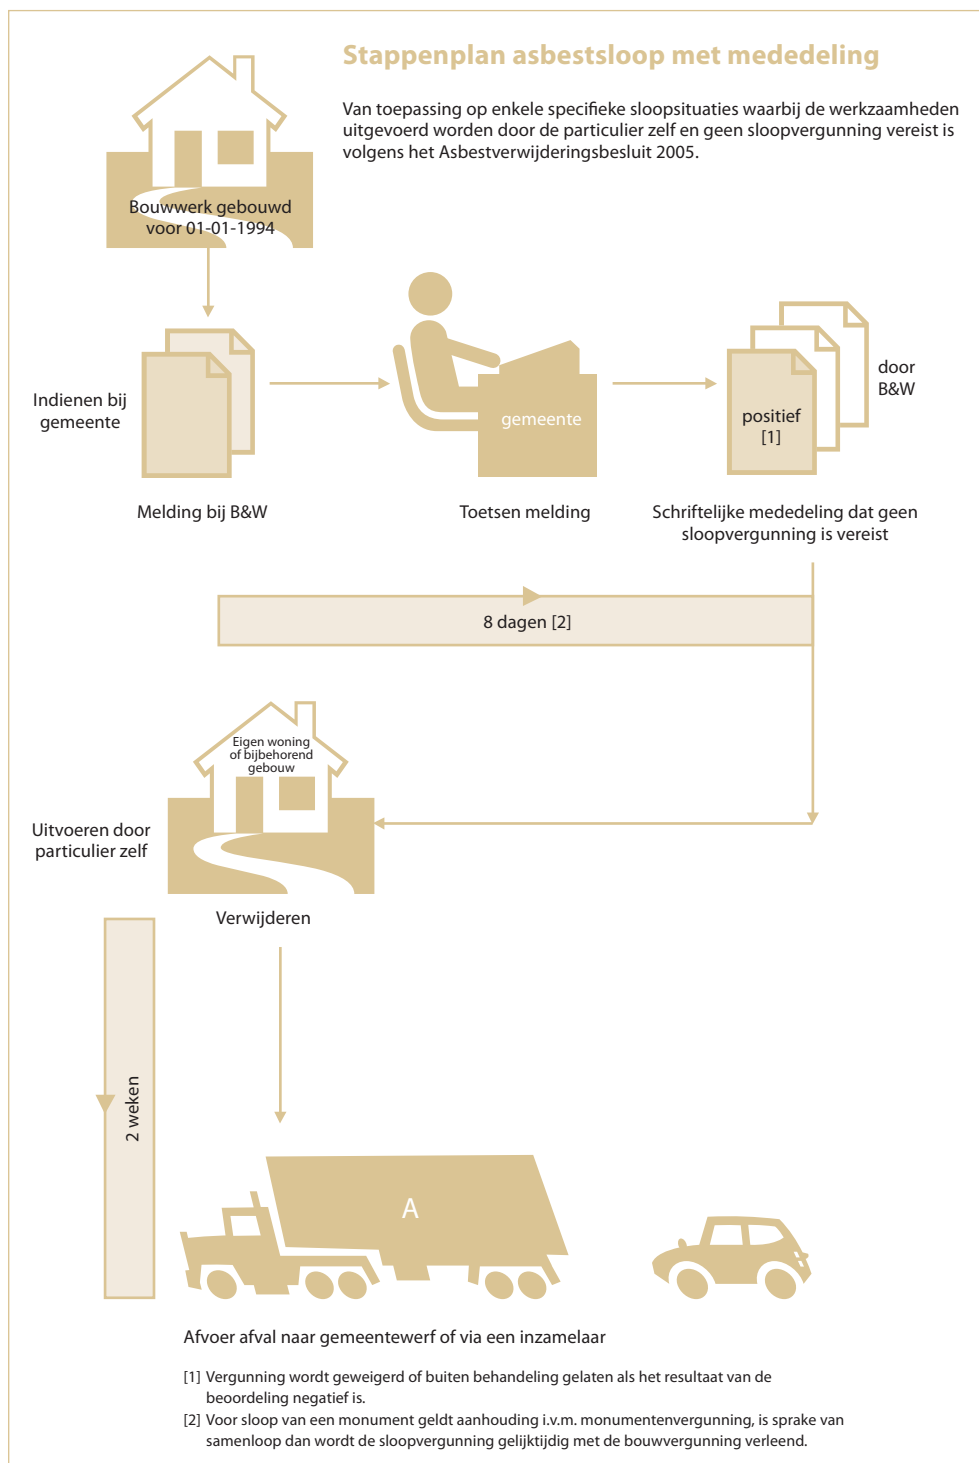 Stappenplan asbestsloop met mededeling
Van toepassing op enkele specifieke sloopsituaties waarbij de werkzaamheden
uitgevoerd worden door de particulier zelf en geen sloopvergunning vereist is
volgens het Asbestverwijderingsbesluit 2005.
Bouwwerk gebouwd
voor 01-01-1994
Indienen bij
gemeente
gemeente
positief
[1]
door
B&W
Melding bij B&W
Toetsen melding
Schriftelijke mededeling dat geen
sloopvergunning is vereist
8 dagen [2]
Eigen woning
of bijbehorend
gebouw
Uitvoeren door
particulier zelf
Verwijderen
2 weken
A
Afvoer afval naar gemeentewerf of via een inzamelaar
[1] Vergunning wordt geweigerd of buiten behandeling gelaten als het resultaat van de
beoordeling negatief is.
[2] Voor sloop van een monument geldt aanhouding i.v.m. monumentenvergunning, is sprake van
samenloop dan wordt de sloopvergunning gelijktijdig met de bouwvergunning verleend.